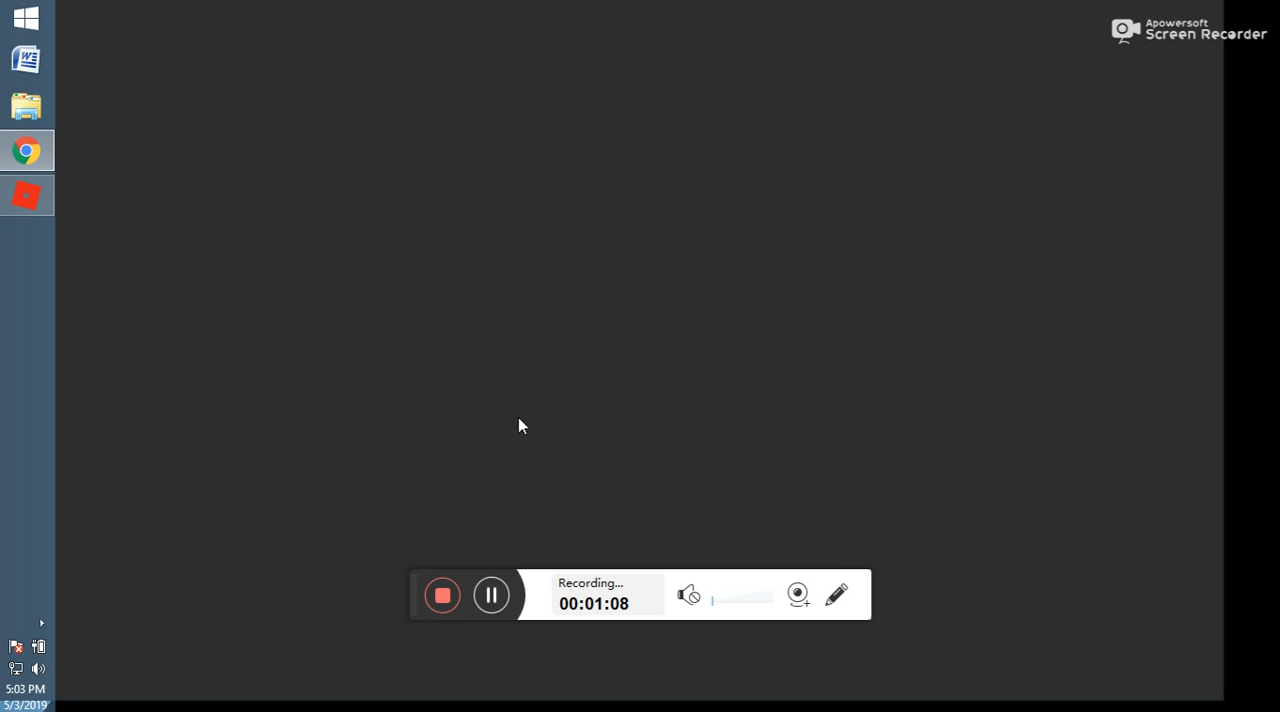 Apowersoft
Screen Recorder
W
Recording...
00:01:08
5:03 PM
5/3/2019